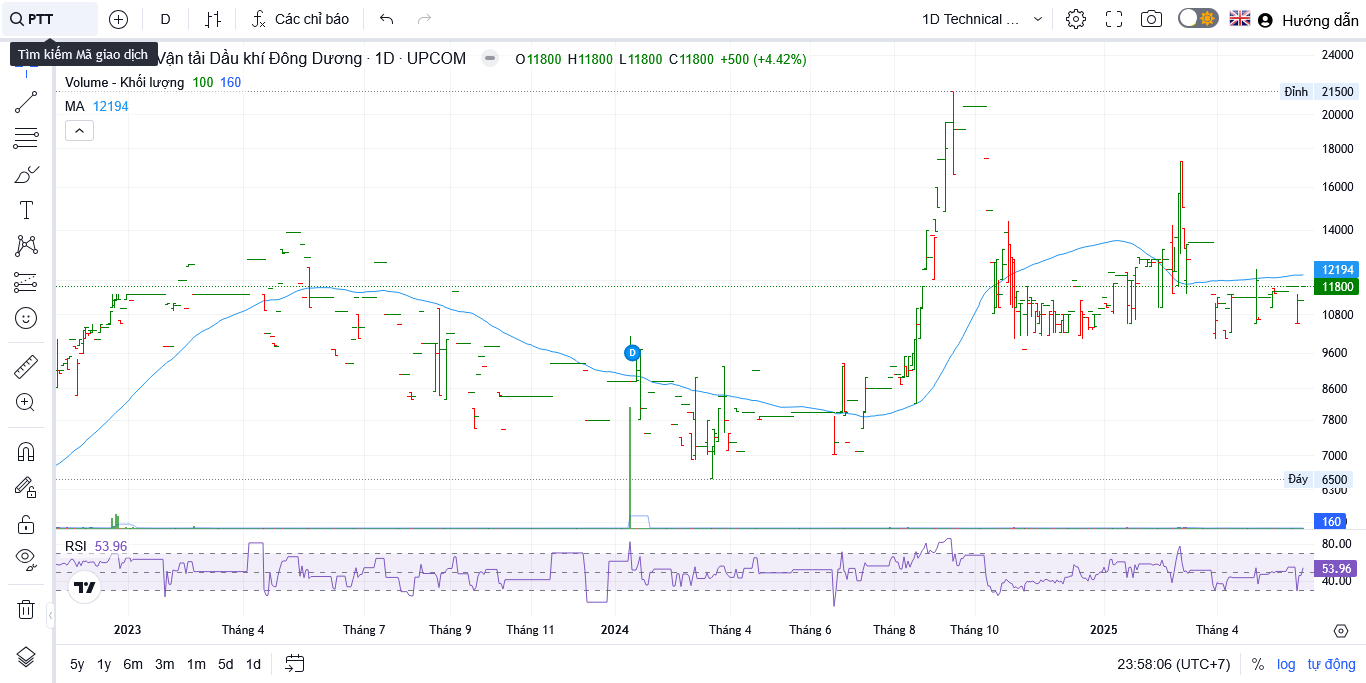 PTT
D
Các chỉ báo
1D Technical ...
Hướng dẫn
Tìm kiếm Mã giao dịch
Vận tải Dầu khí Đông Dương · 1D · UPCOM
O11800 H11800 L11800 C11800 +500 (+4.42%)
Volume - Khối lượng 100 160
MA 12194
24000
Đỉnh 21500
20000
18000
16000
14000
12194
11800
10800
9600
8600
7800
7000
Đáy 6500
6300
160
D
RSI 53.96
80.00
53.96
40.00
2023 Tháng 4 Tháng 7 Tháng 9 Tháng 11 2024 Tháng 4 Tháng 6 Tháng 8 Tháng 10 2025 Tháng 4
5y 1y 6m 3m 1m 5d 1d
23:58:06 (UTC+7) % log tự động